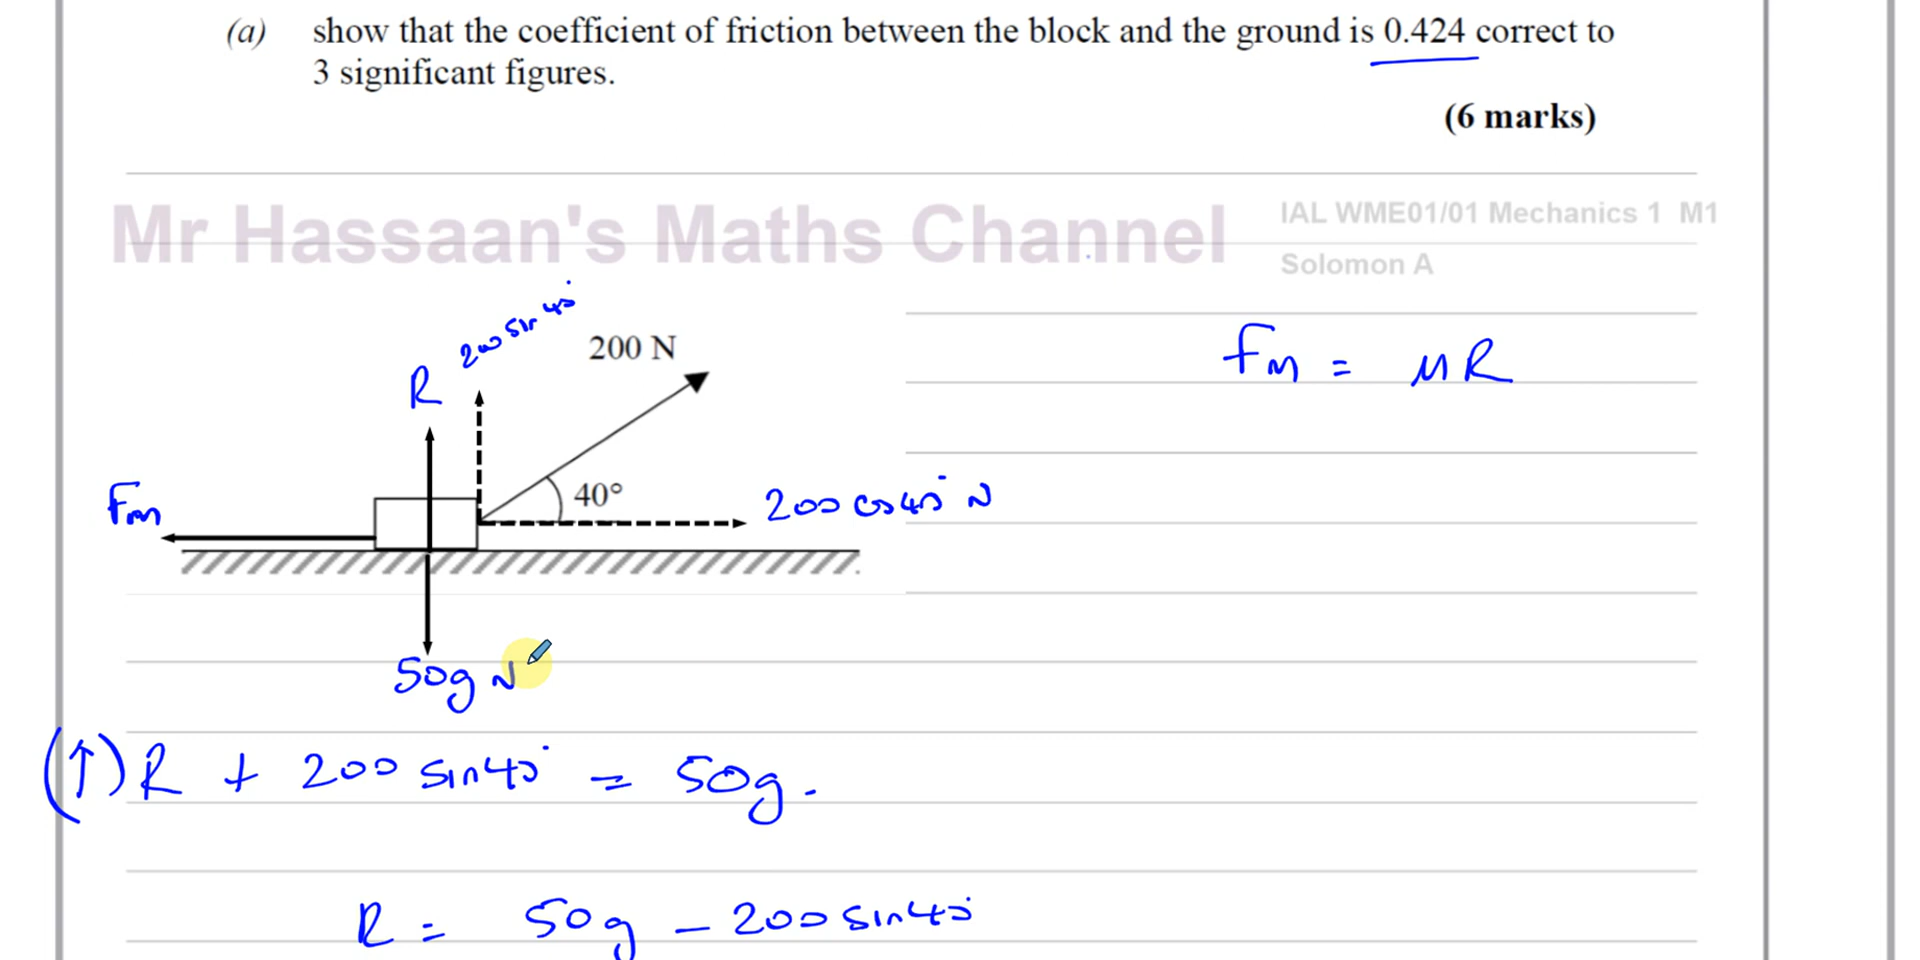 (a) show that the coefficient of friction between the block and the ground is 0.424 correct to
3 significant figures.
(6 marks)
Mr Hassaan's Maths Channel
IAL WME01/01 Mechanics 1 M1
Solomon A
200 sin 40°
200 N
R
Fm = μR
Fm
40°
200 cos 40° N
50g N
(↑) R + 200 sin 40° = 50g.
R = 50g - 200 sin 40°